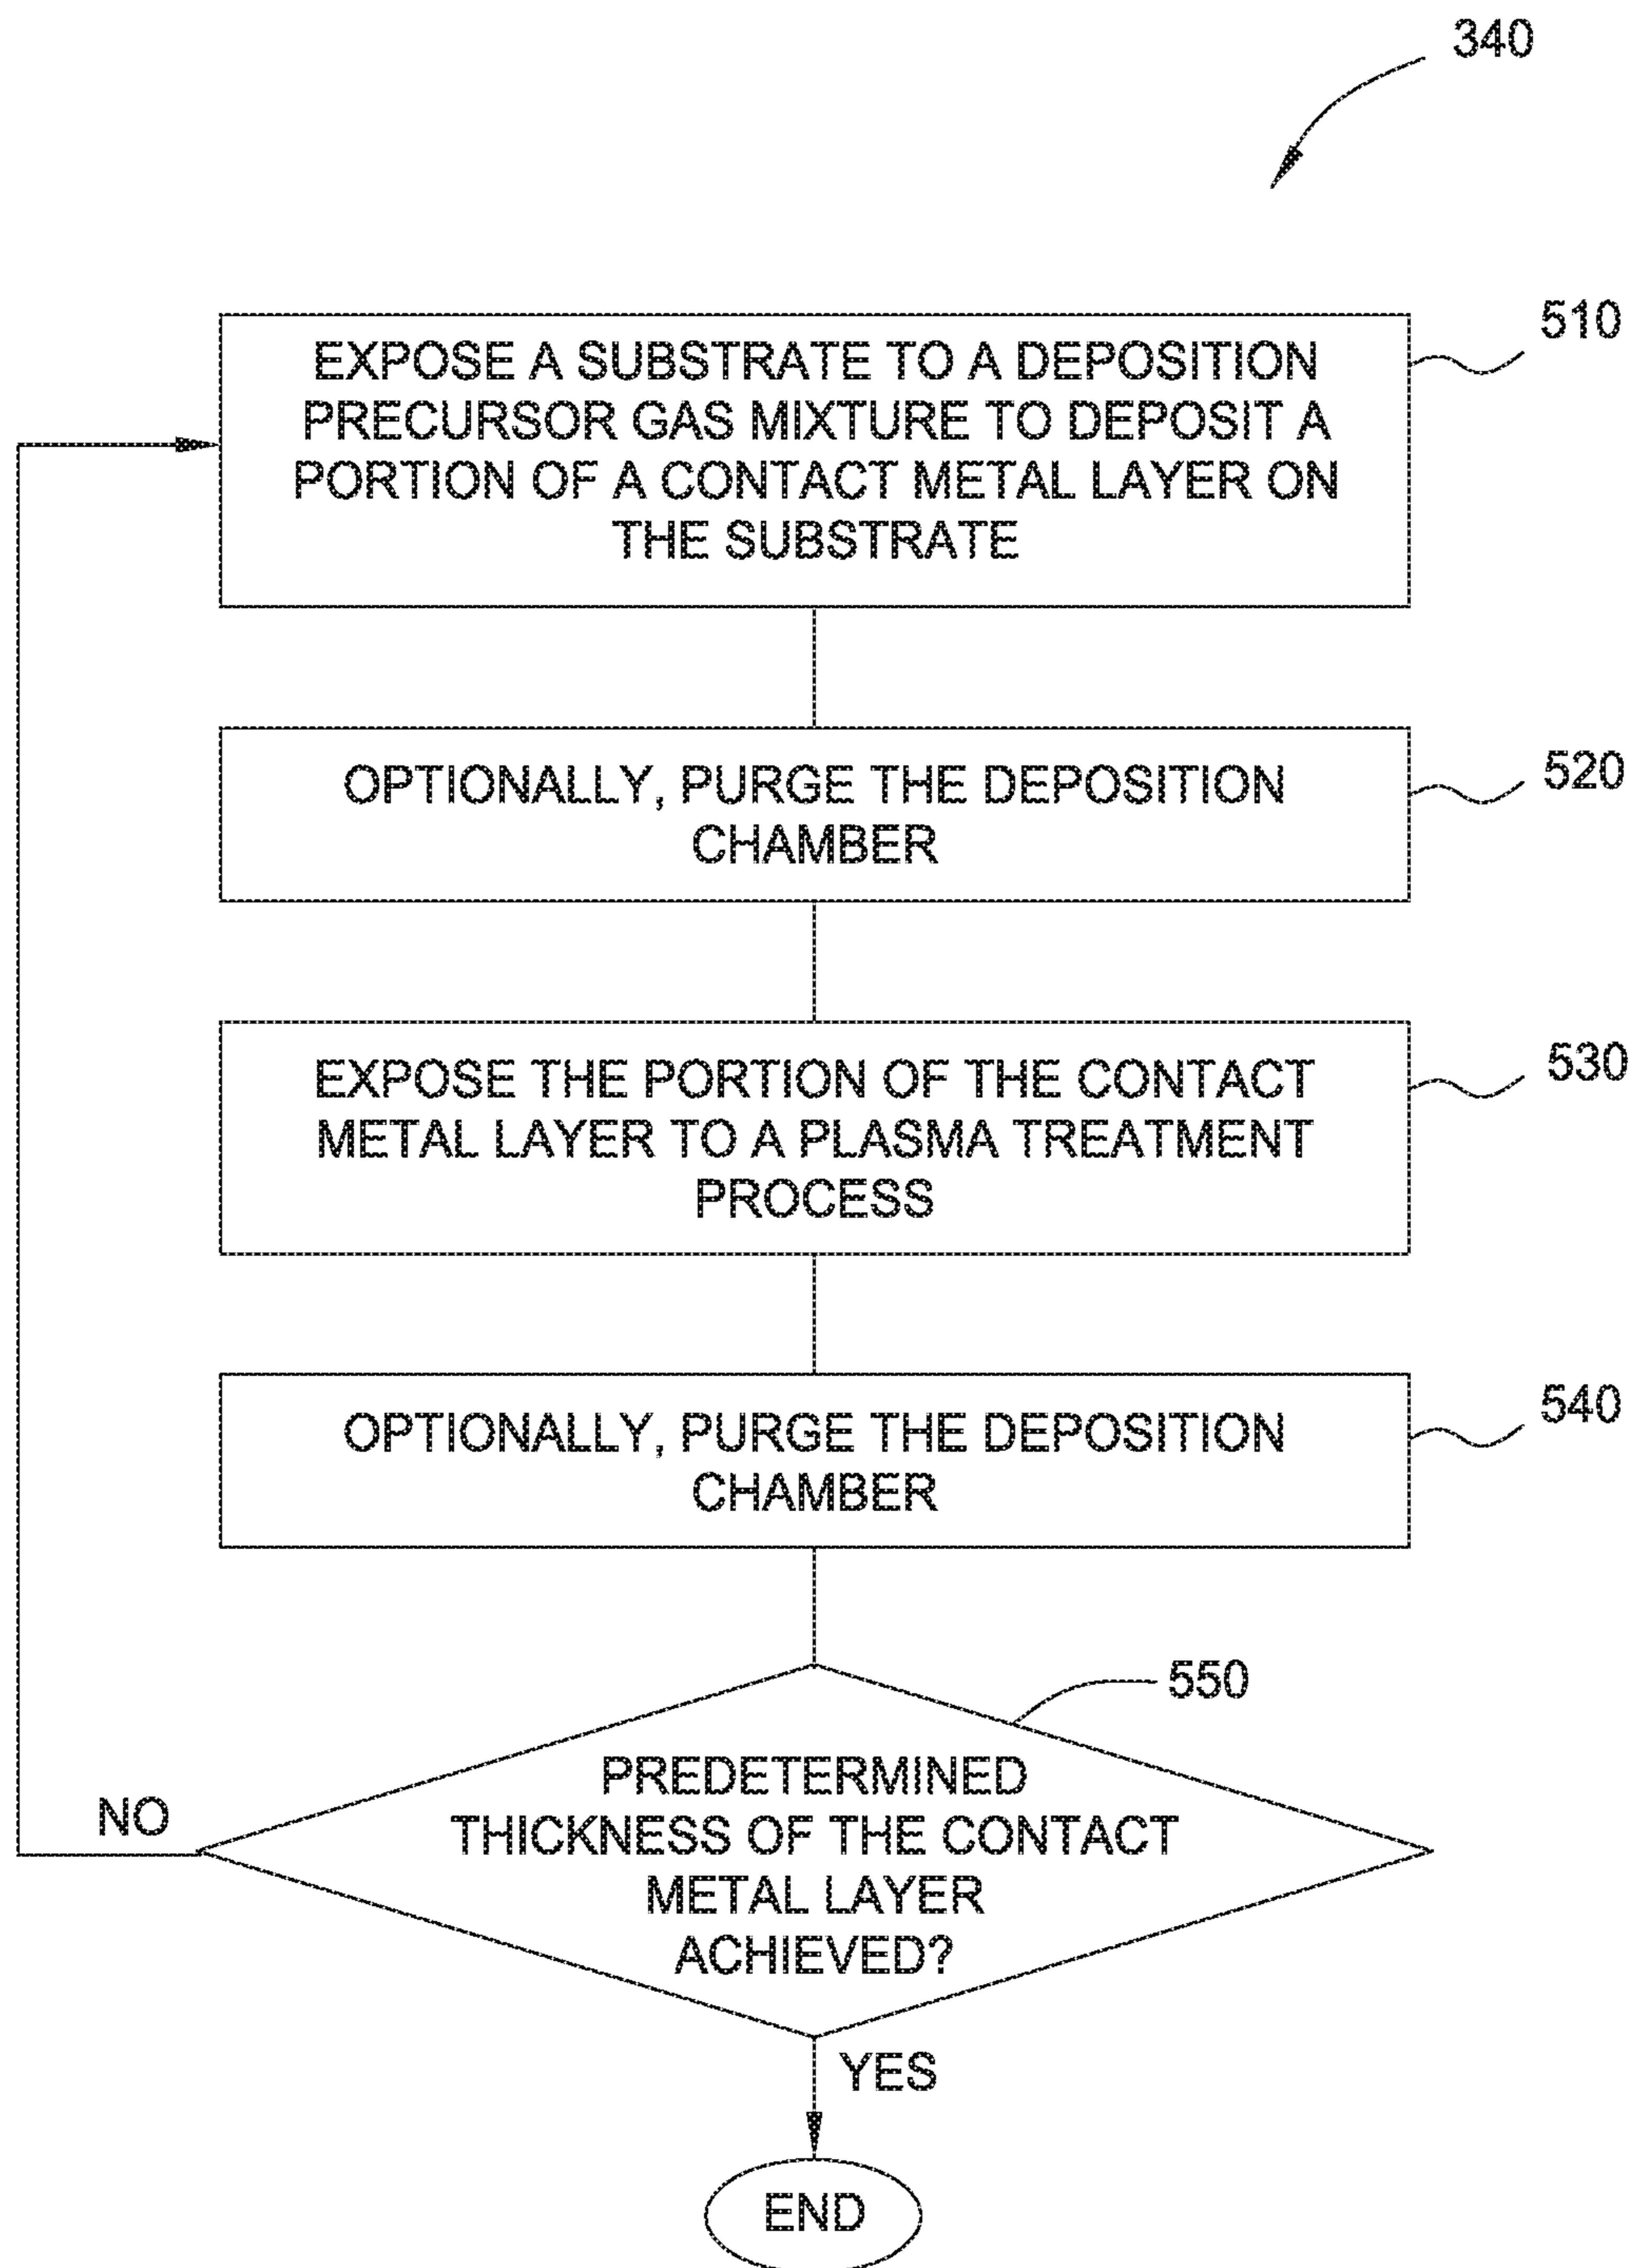 340
510
EXPOSE A SUBSTRATE TO A DEPOSITION
PRECURSOR GAS MIXTURE TO DEPOSIT A
PORTION OF A CONTACT METAL LAYER ON
THE SUBSTRATE
520
OPTIONALLY, PURGE THE DEPOSITION
CHAMBER
530
EXPOSE THE PORTION OF THE CONTACT
METAL LAYER TO A PLASMA TREATMENT
PROCESS
540
OPTIONALLY, PURGE THE DEPOSITION
CHAMBER
550
PREDETERMINED
THICKNESS OF THE CONTACT
METAL LAYER
ACHIEVED?
NO
YES
END